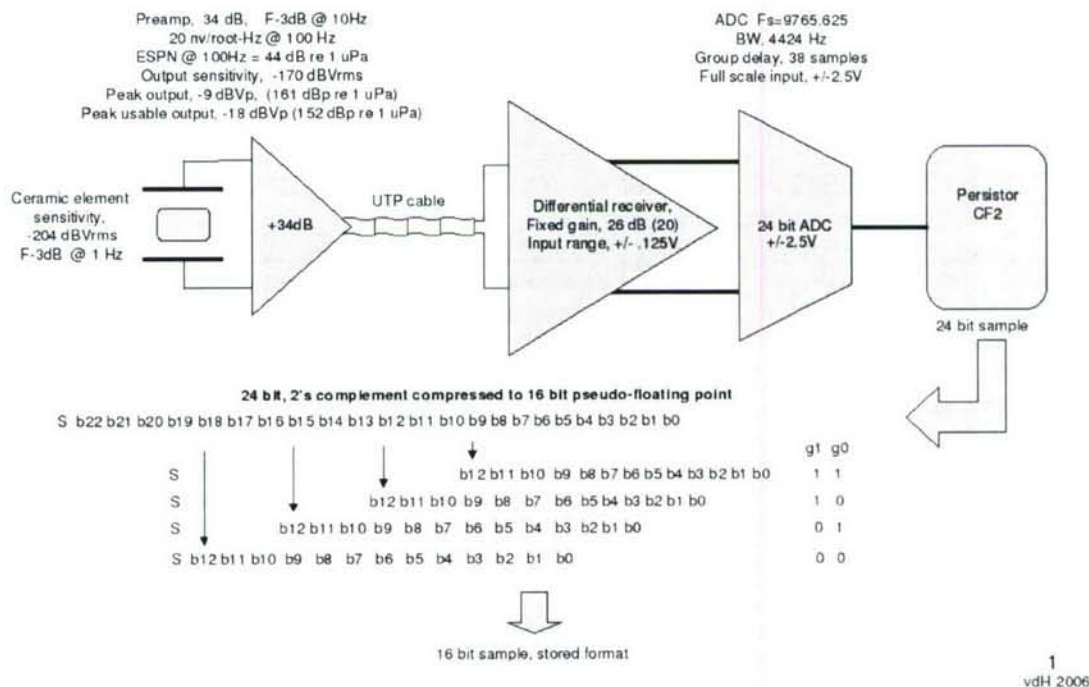 Preamp, 34 dB, F-3dB @ 10Hz
20 nv/root-Hz @ 100 Hz
ESPN @ 100Hz = 44 dB re 1 uPa
Output sensitivity, -170 dBVrms
Peak output, -9 dBVp, (161 dBp re 1 uPa)
Peak usable output, -18 dBVp (152 dBp re 1 uPa)
ADC Fs=9765.625
BW, 4424 Hz
Group delay, 38 samples
Full scale input, +/-2.5V
Ceramic element
sensitivity,
-204 dBVrms
F-3dB @ 1 Hz
+34dB
UTP cable
Differential receiver,
Fixed gain, 26 dB (20)
Input range, +/- .125V
24 bit ADC
+/-2.5V
Persistor
CF2
24 bit sample
24 bit, 2's complement compressed to 16 bit pseudo-floating point
S b22 b21 b20 b19 b18 b17 b16 b15 b14 b13 b12 b11 b10 b9 b8 b7 b6 b5 b4 b3 b2 b1 b0
g1 g0
S b12 b11 b10 b9 b8 b7 b6 b5 b4 b3 b2 b1 b0 1 1
S b12 b11 b10 b9 b8 b7 b6 b5 b4 b3 b2 b1 b0 1 0
S b12 b11 b10 b9 b8 b7 b6 b5 b4 b3 b2 b1 b0 0 1
S b12 b11 b10 b9 b8 b7 b6 b5 b4 b3 b2 b1 b0 0 0
16 bit sample, stored format
1
vdH 2006